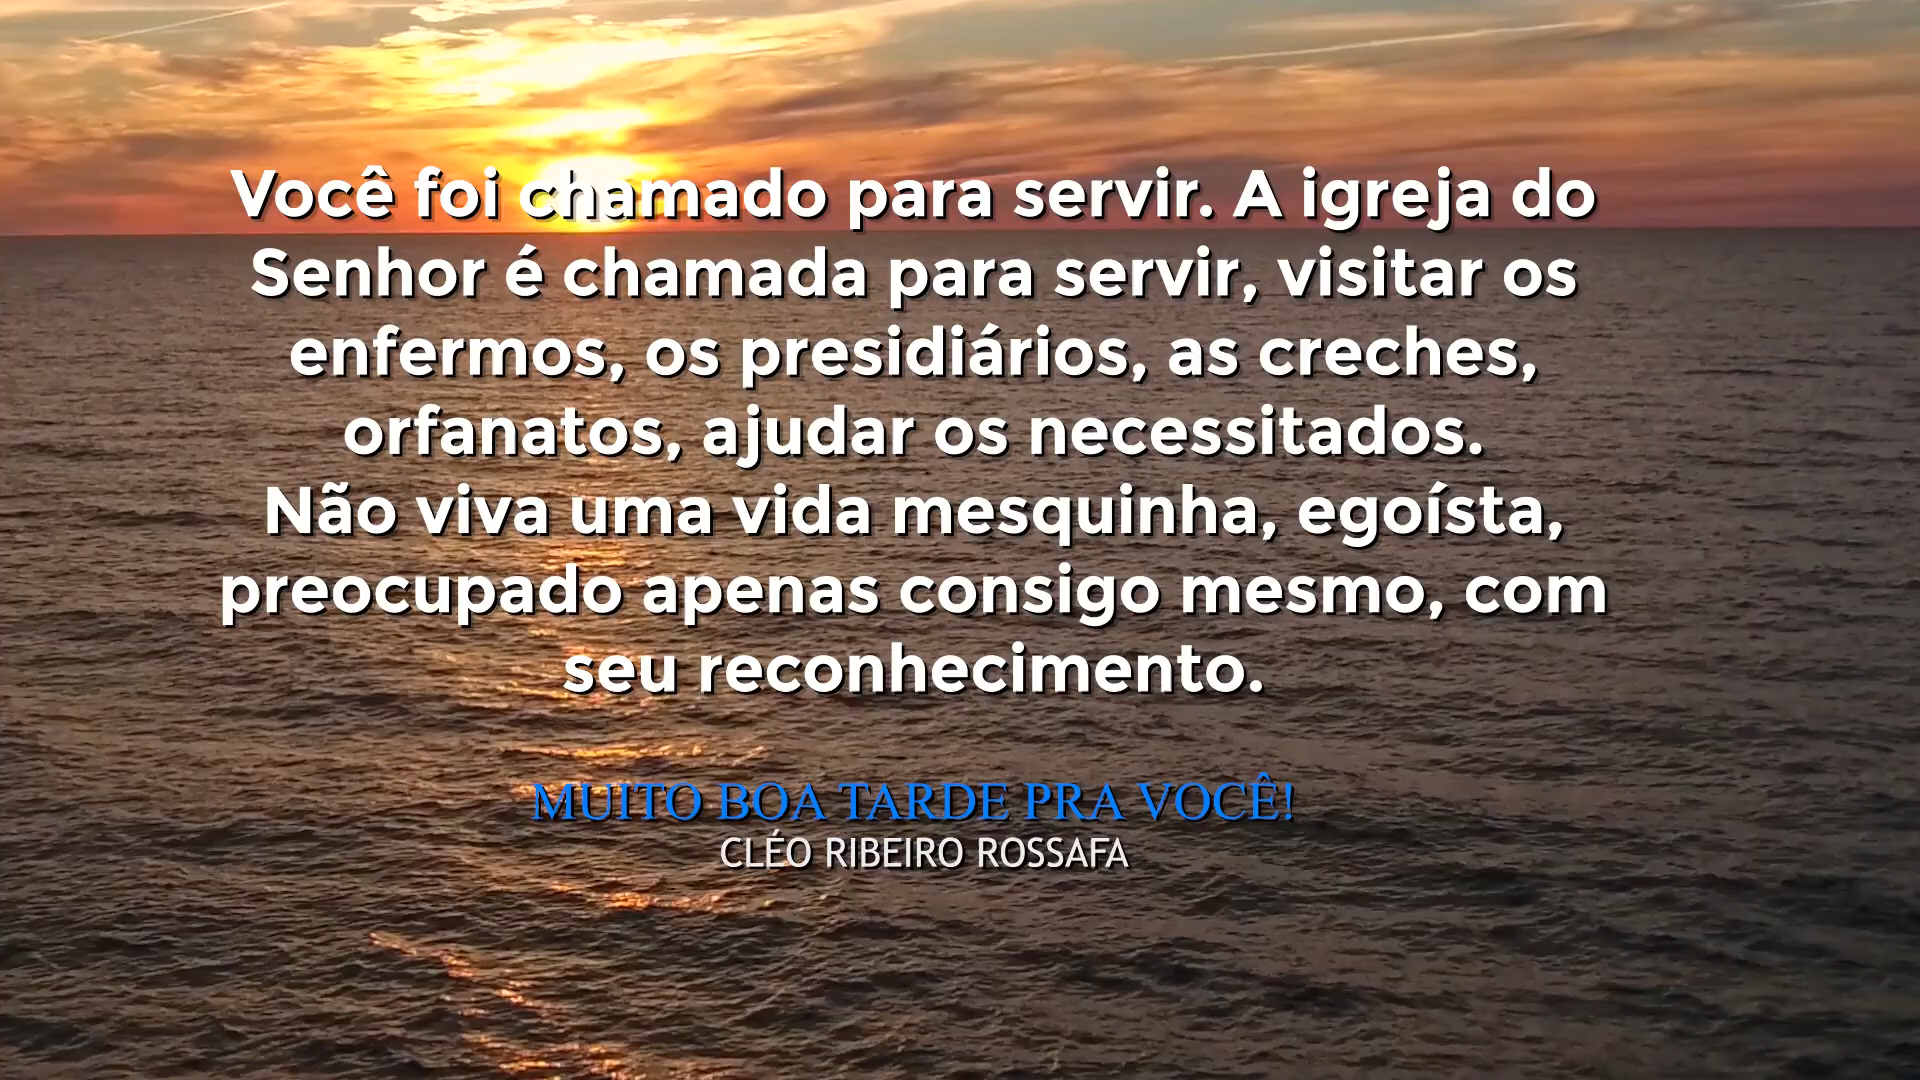 Você foi chamado para servir. A igreja do
Senhor é chamada para servir, visitar os
enfermos, os presidiários, as creches,
orfanatos, ajudar os necessitados.
Não viva uma vida mesquinha, egoísta,
preocupado apenas consigo mesmo, com
seu reconhecimento.
MUITO BOA TARDE PRA VOCÊ!
CLÉO RIBEIRO ROSSAFA